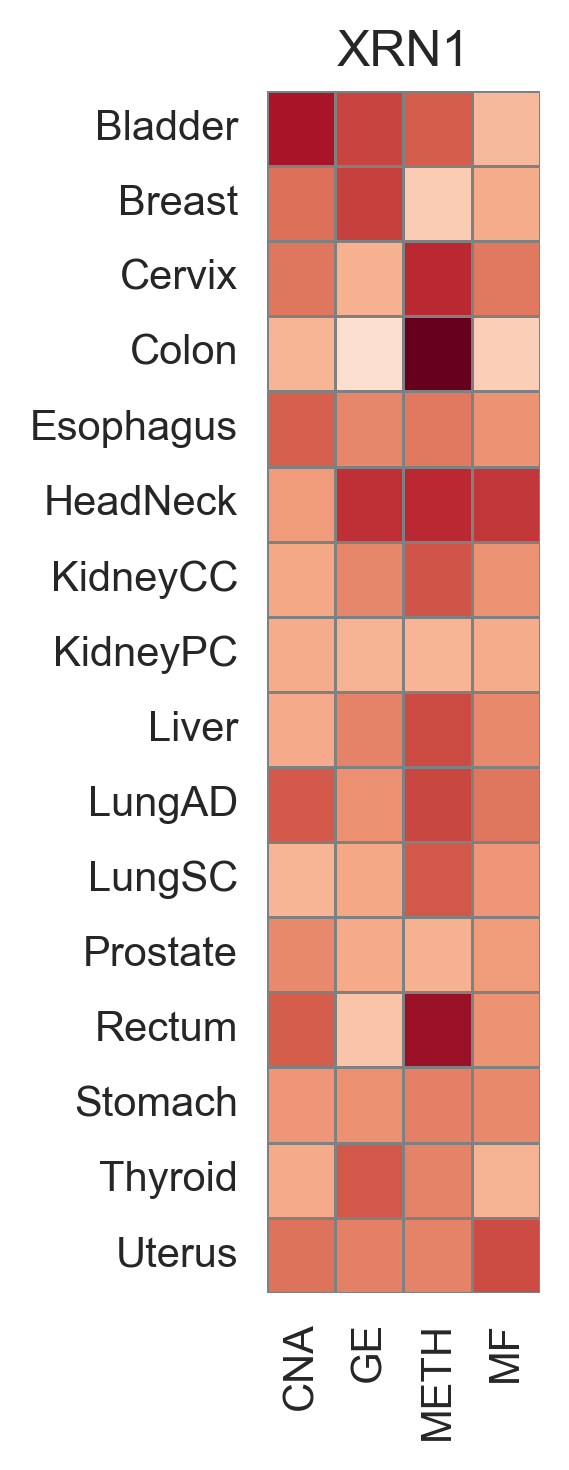 XRN1
Bladder
Breast
Cervix
Colon
Esophagus
HeadNeck
KidneyCC
KidneyPC
Liver
LungAD
LungSC
Prostate
Rectum
Stomach
Thyroid
Uterus
CNA
GE
METH
MF